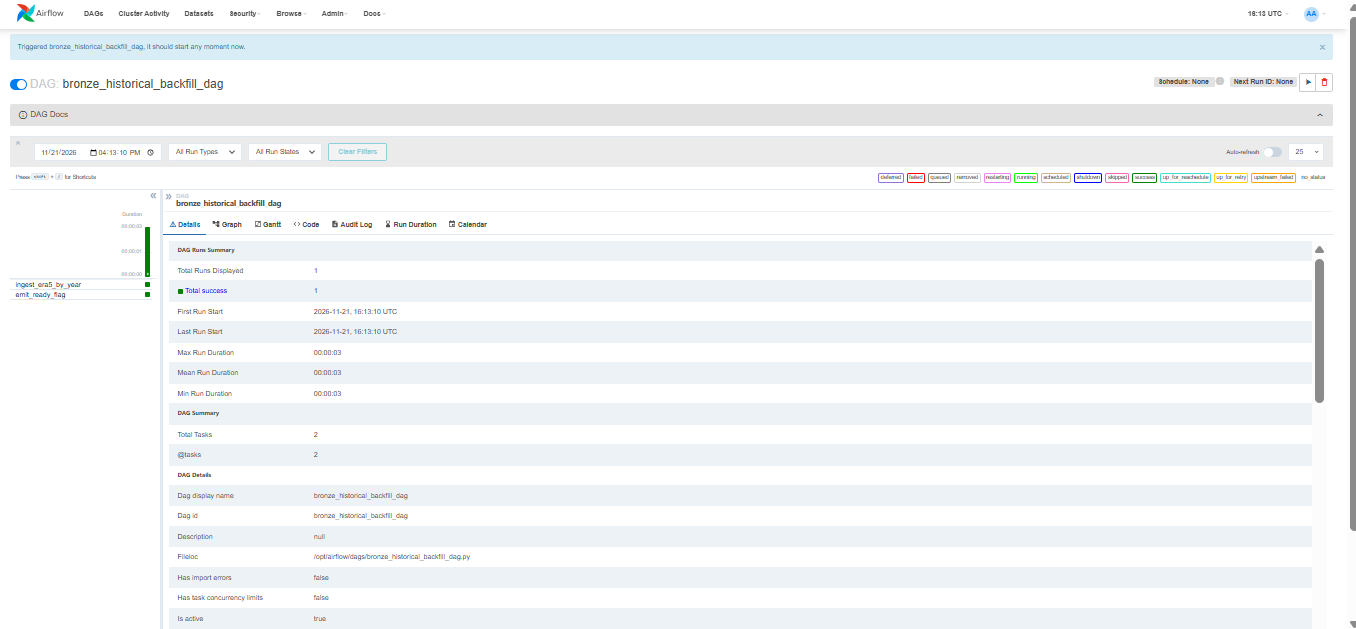 Airflow DAGs Cluster Activity Datasets Security Browse Admin Docs 16:13 UTC AA
Triggered bronze_historical_backfill_dag, it should start any moment now. ×
DAG: bronze_historical_backfill_dag Schedule: None Next Run ID: None
DAG Docs
11/21/2026 04:13:10 PM All Run Types All Run States Clear Filters Auto-refresh 25
Press + / for Shortcuts deferred failed queued removed restarting running scheduled shutdown skipped success up_for_reschedule up_for_retry upstream_failed no_status
Duration
00:00:03
00:00:01
00:00:00
ingest_era5_by_year
emit_ready_flag
DAG
bronze_historical_backfill_dag
Details Graph Gantt Code Audit Log Run Duration Calendar
DAG Runs Summary
Total Runs Displayed 1
Total success 1
First Run Start 2026-11-21, 16:13:10 UTC
Last Run Start 2026-11-21, 16:13:10 UTC
Max Run Duration 00:00:03
Mean Run Duration 00:00:03
Min Run Duration 00:00:03
DAG Summary
Total Tasks 2
@tasks 2
DAG Details
Dag display name bronze_historical_backfill_dag
Dag id bronze_historical_backfill_dag
Description null
Fileloc /opt/airflow/dags/bronze_historical_backfill_dag.py
Has import errors false
Has task concurrency limits false
Is active true